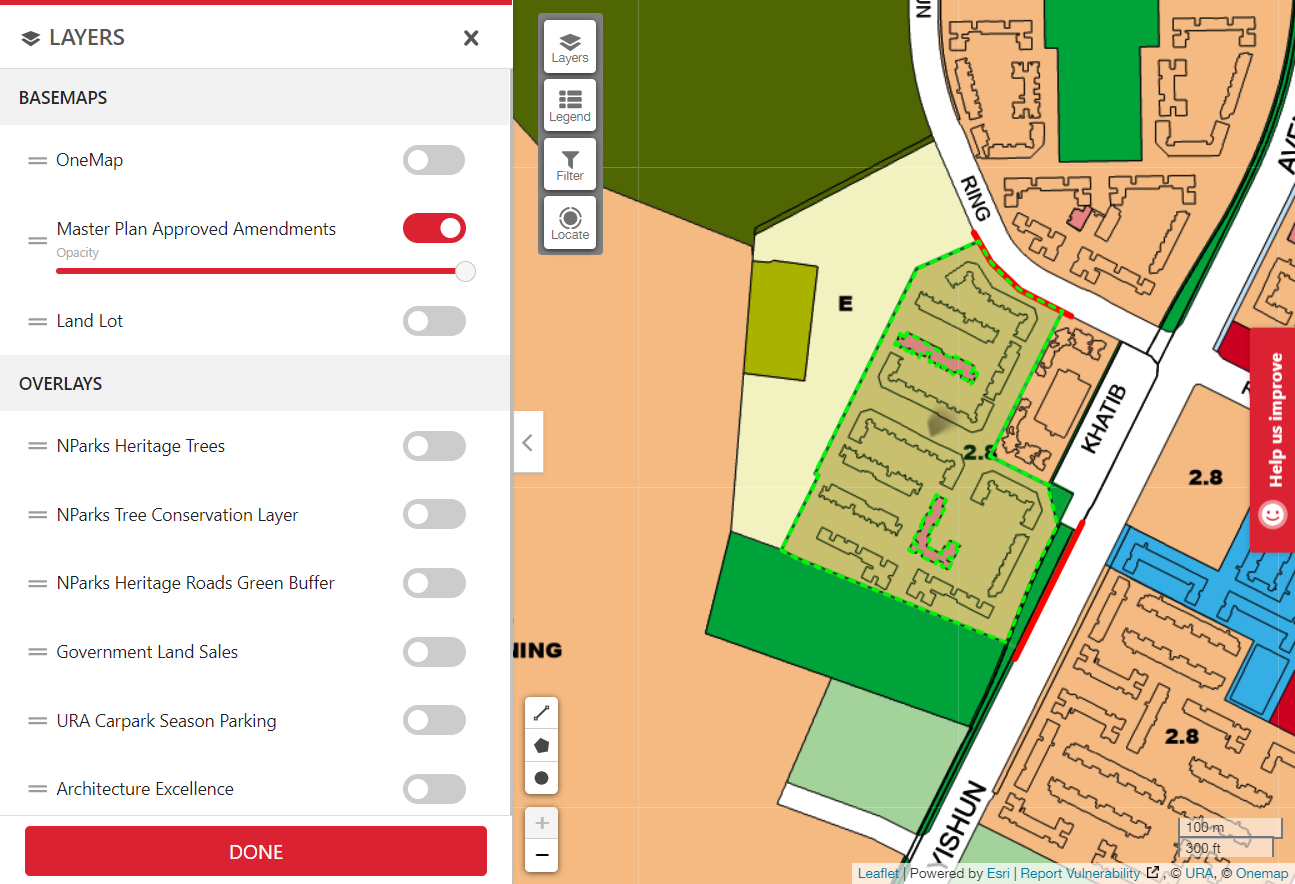 LAYERS
BASEMAPS
OneMap
Master Plan Approved Amendments
Opacity
Land Lot
OVERLAYS
NParks Heritage Trees
NParks Tree Conservation Layer
NParks Heritage Roads Green Buffer
Government Land Sales
URA Carpark Season Parking
Architecture Excellence
DONE
Layers
Legend
Filter
Locate
RING
E
KHATIB
2.8
2.8
2.8
YISHUN
Help us improve
100 m
300 ft
Leaflet | Powered by Esri | Report Vulnerability , © URA, © Onemap